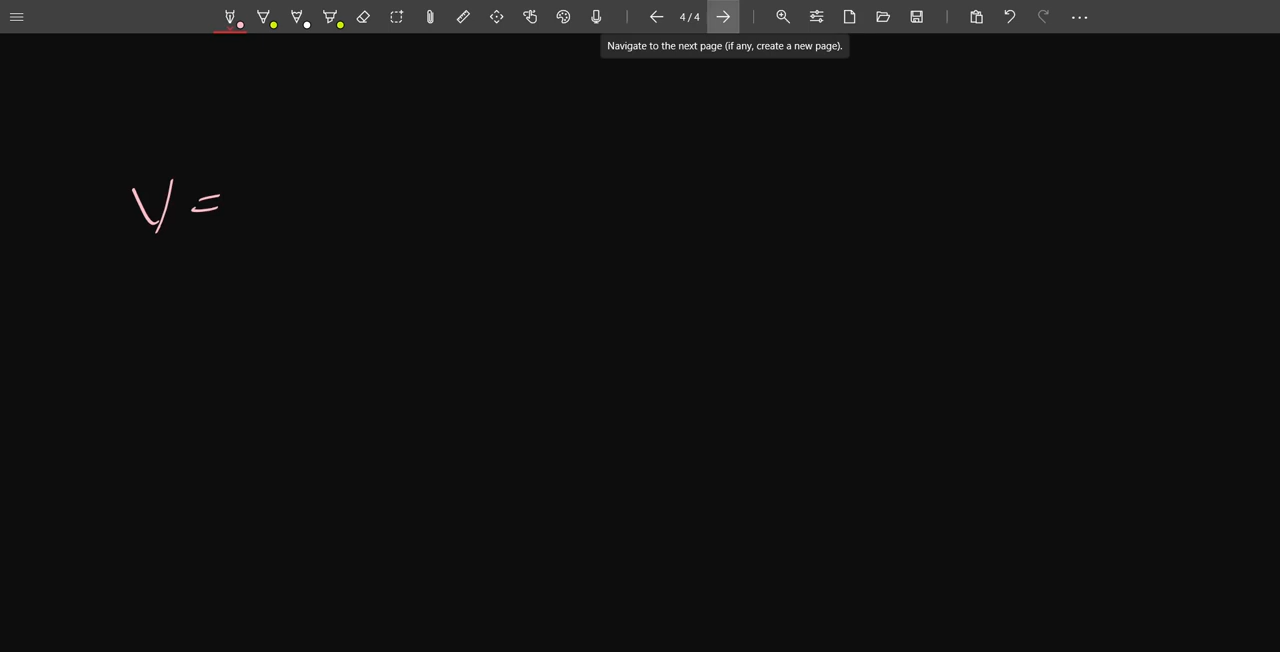 4/4
Navigate to the next page (if any, create a new page).
V =